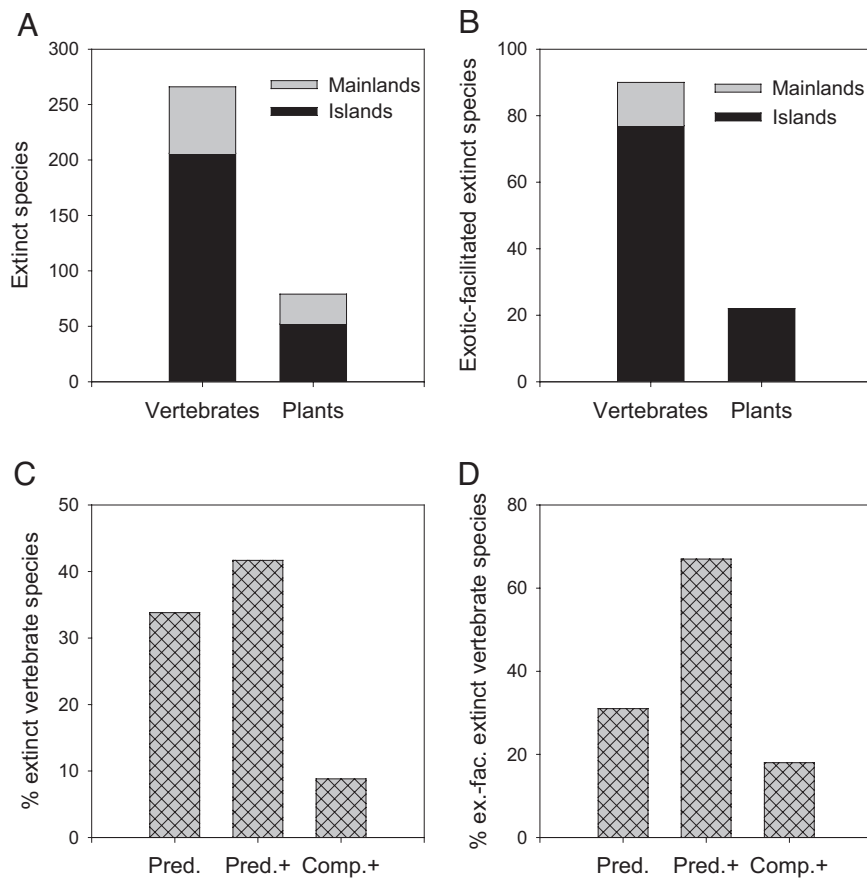 A
Extinct species
300
250
200
150
100
50
0
Mainlands
Islands
Vertebrates Plants
B
Exotic-facilitated extinct species
100
80
60
40
20
0
Mainlands
Islands
Vertebrates Plants
C
% extinct vertebrate species
50
40
30
20
10
0
Pred. Pred.+ Comp.+
D
% ex.-fac. extinct vertebrate species
80
60
40
20
0
Pred. Pred.+ Comp.+